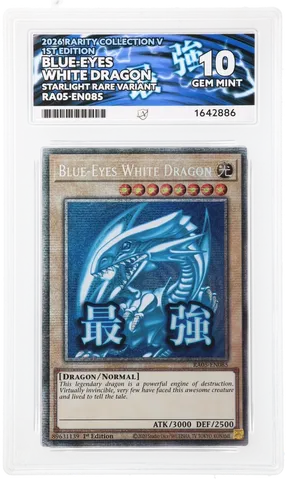 2026! RARITY COLLECTION V
1ST EDITION
BLUE-EYES
WHITE DRAGON
STARLIGHT RARE VARIANT
RA05-EN085
強
10
GEM MINT
1642886
BLUE-EYES WHITE DRAGON
光
最強
RA05-EN085
[DRAGON/NORMAL]
This legendary dragon is a powerful engine of destruction.
Virtually invincible, very few have faced this awesome creature
and lived to tell the tale.
ATK/3000 DEF/2500
89631139 1st Edition